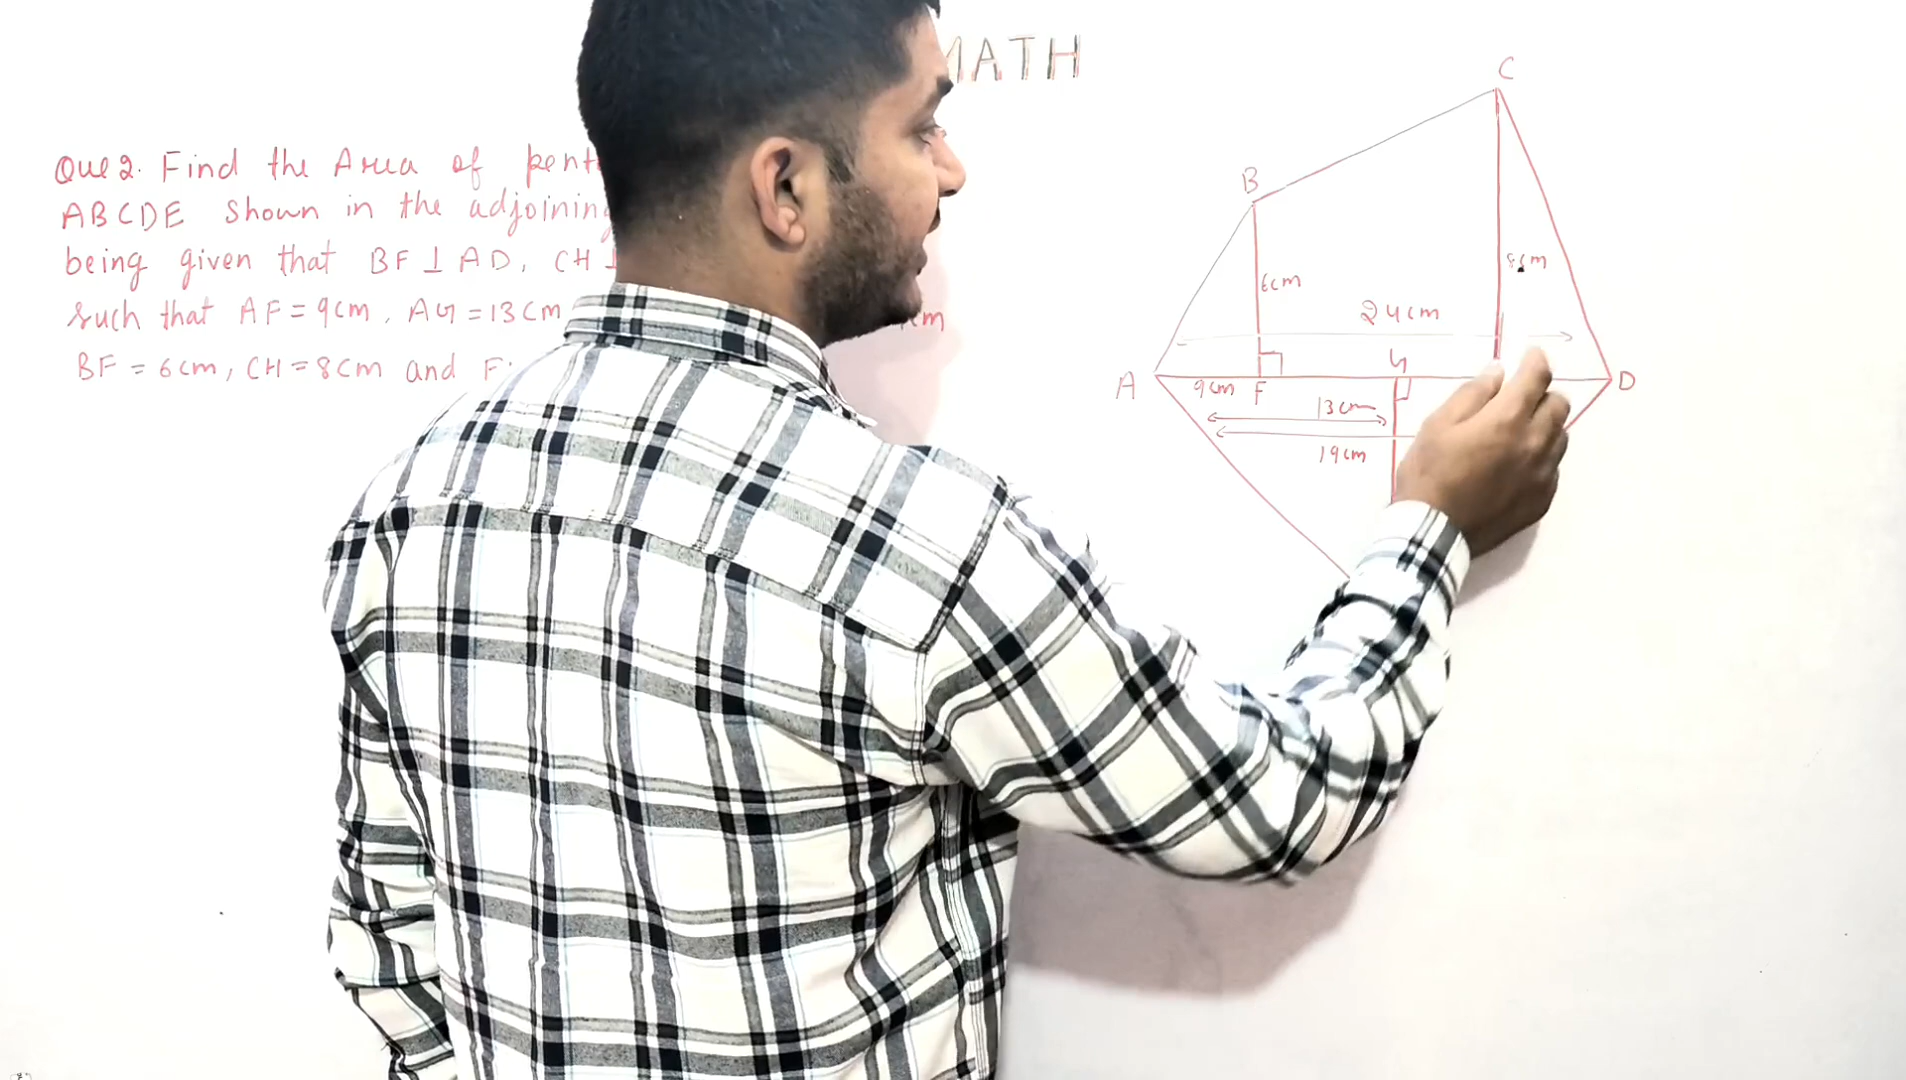 MATH
Que 2. Find the Area of
ABCDE shown in the adjoining
being given that BF ⊥ AD, CH ⊥
such that AF = 9cm, AG = 13cm
BF = 6cm, CH = 8cm and
C
B
8cm
6cm
24cm
G
A
9cm
F
D
13cm
19cm